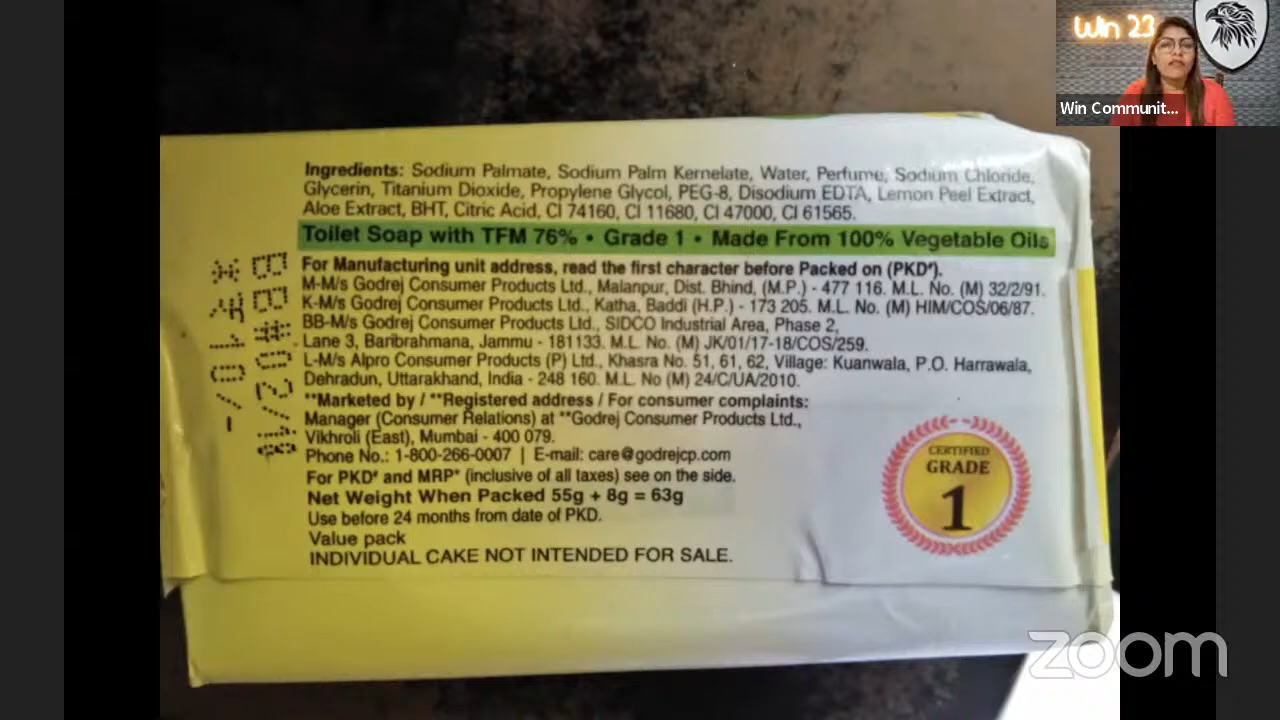 Win 23
Win Communit...
Ingredients: Sodium Palmate, Sodium Palm Kernelate, Water, Perfume, Sodium Chloride,
Glycerin, Titanium Dioxide, Propylene Glycol, PEG-8, Disodium EDTA, Lemon Peel Extract,
Aloe Extract, BHT, Citric Acid, CI 74160, CI 11680, CI 47000, CI 61565.
Toilet Soap with TFM 76% • Grade 1 • Made From 100% Vegetable Oils
For Manufacturing unit address, read the first character before Packed on (PKD#).
M-M/s Godrej Consumer Products Ltd., Malanpur, Dist. Bhind, (M.P.) - 477 116. M.L. No. (M) 32/2/91.
K-M/s Godrej Consumer Products Ltd., Katha, Baddi (H.P.) - 173 205. M.L. No. (M) HIM/COS/06/87.
BB-M/s Godrej Consumer Products Ltd., SIDCO Industrial Area, Phase 2,
Lane 3, Baribrahmana, Jammu - 181133. M.L. No. (M) JK/01/17-18/COS/259.
L-M/s Alpro Consumer Products (P) Ltd., Khasra No. 51, 61, 62, Village: Kuanwala, P.O. Harrawala,
Dehradun, Uttarakhand, India - 248 160. M.L. No (M) 24/C/UA/2010.
**Marketed by / **Registered address / For consumer complaints:
Manager (Consumer Relations) at **Godrej Consumer Products Ltd.,
Vikhroli (East), Mumbai - 400 079.
Phone No.: 1-800-266-0007 | E-mail: care@godrejcp.com
For PKD# and MRP* (inclusive of all taxes) see on the side.
Net Weight When Packed 55g + 8g = 63g
Use before 24 months from date of PKD.
Value pack
INDIVIDUAL CAKE NOT INTENDED FOR SALE.
CERTIFIED
GRADE
1
zoom